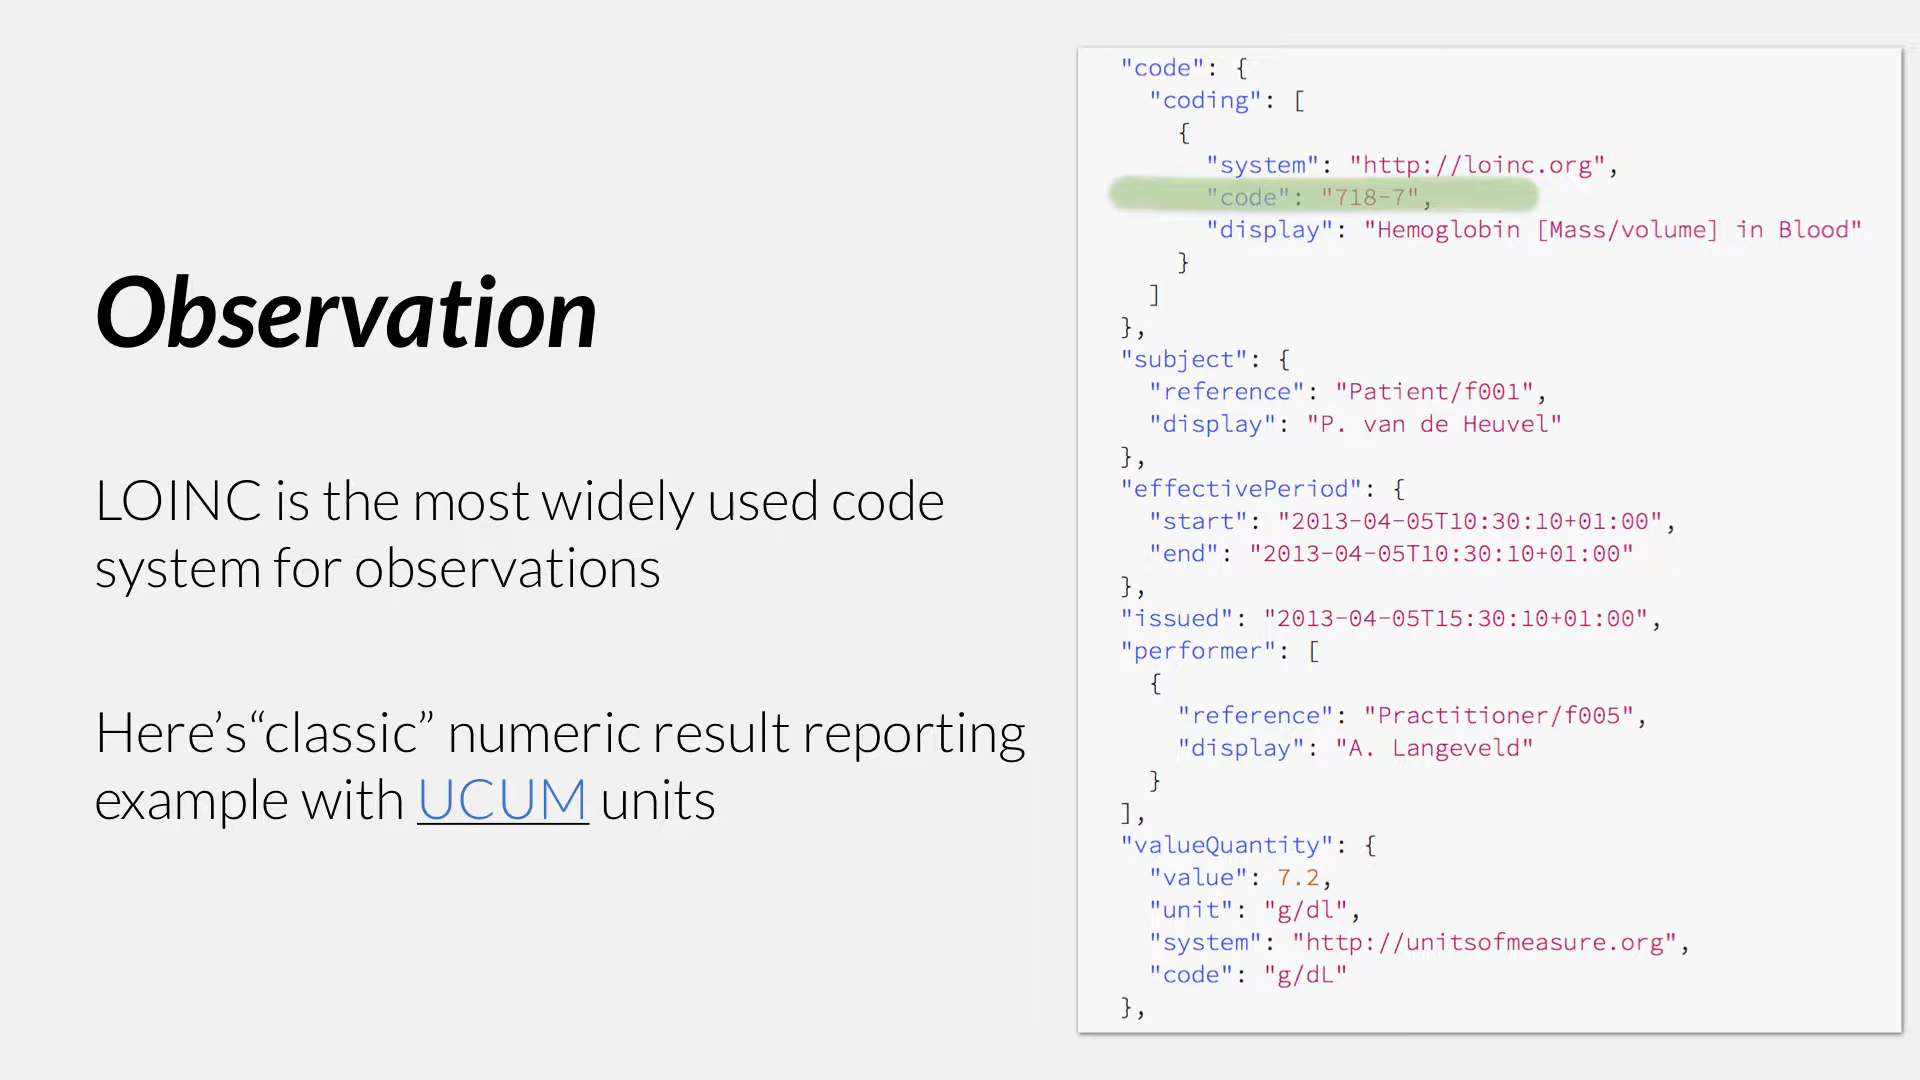 Observation
LOINC is the most widely used code
system for observations
Here’s“classic” numeric result reporting
example with UCUM units
"code": {
"coding": [
{
"system": "http://loinc.org",
"code": "718-7",
"display": "Hemoglobin [Mass/volume] in Blood"
}
]
},
"subject": {
"reference": "Patient/f001",
"display": "P. van de Heuvel"
},
"effectivePeriod": {
"start": "2013-04-05T10:30:10+01:00",
"end": "2013-04-05T10:30:10+01:00"
},
"issued": "2013-04-05T15:30:10+01:00",
"performer": [
{
"reference": "Practitioner/f005",
"display": "A. Langeveld"
}
],
"valueQuantity": {
"value": 7.2,
"unit": "g/dl",
"system": "http://unitsofmeasure.org",
"code": "g/dL"
},